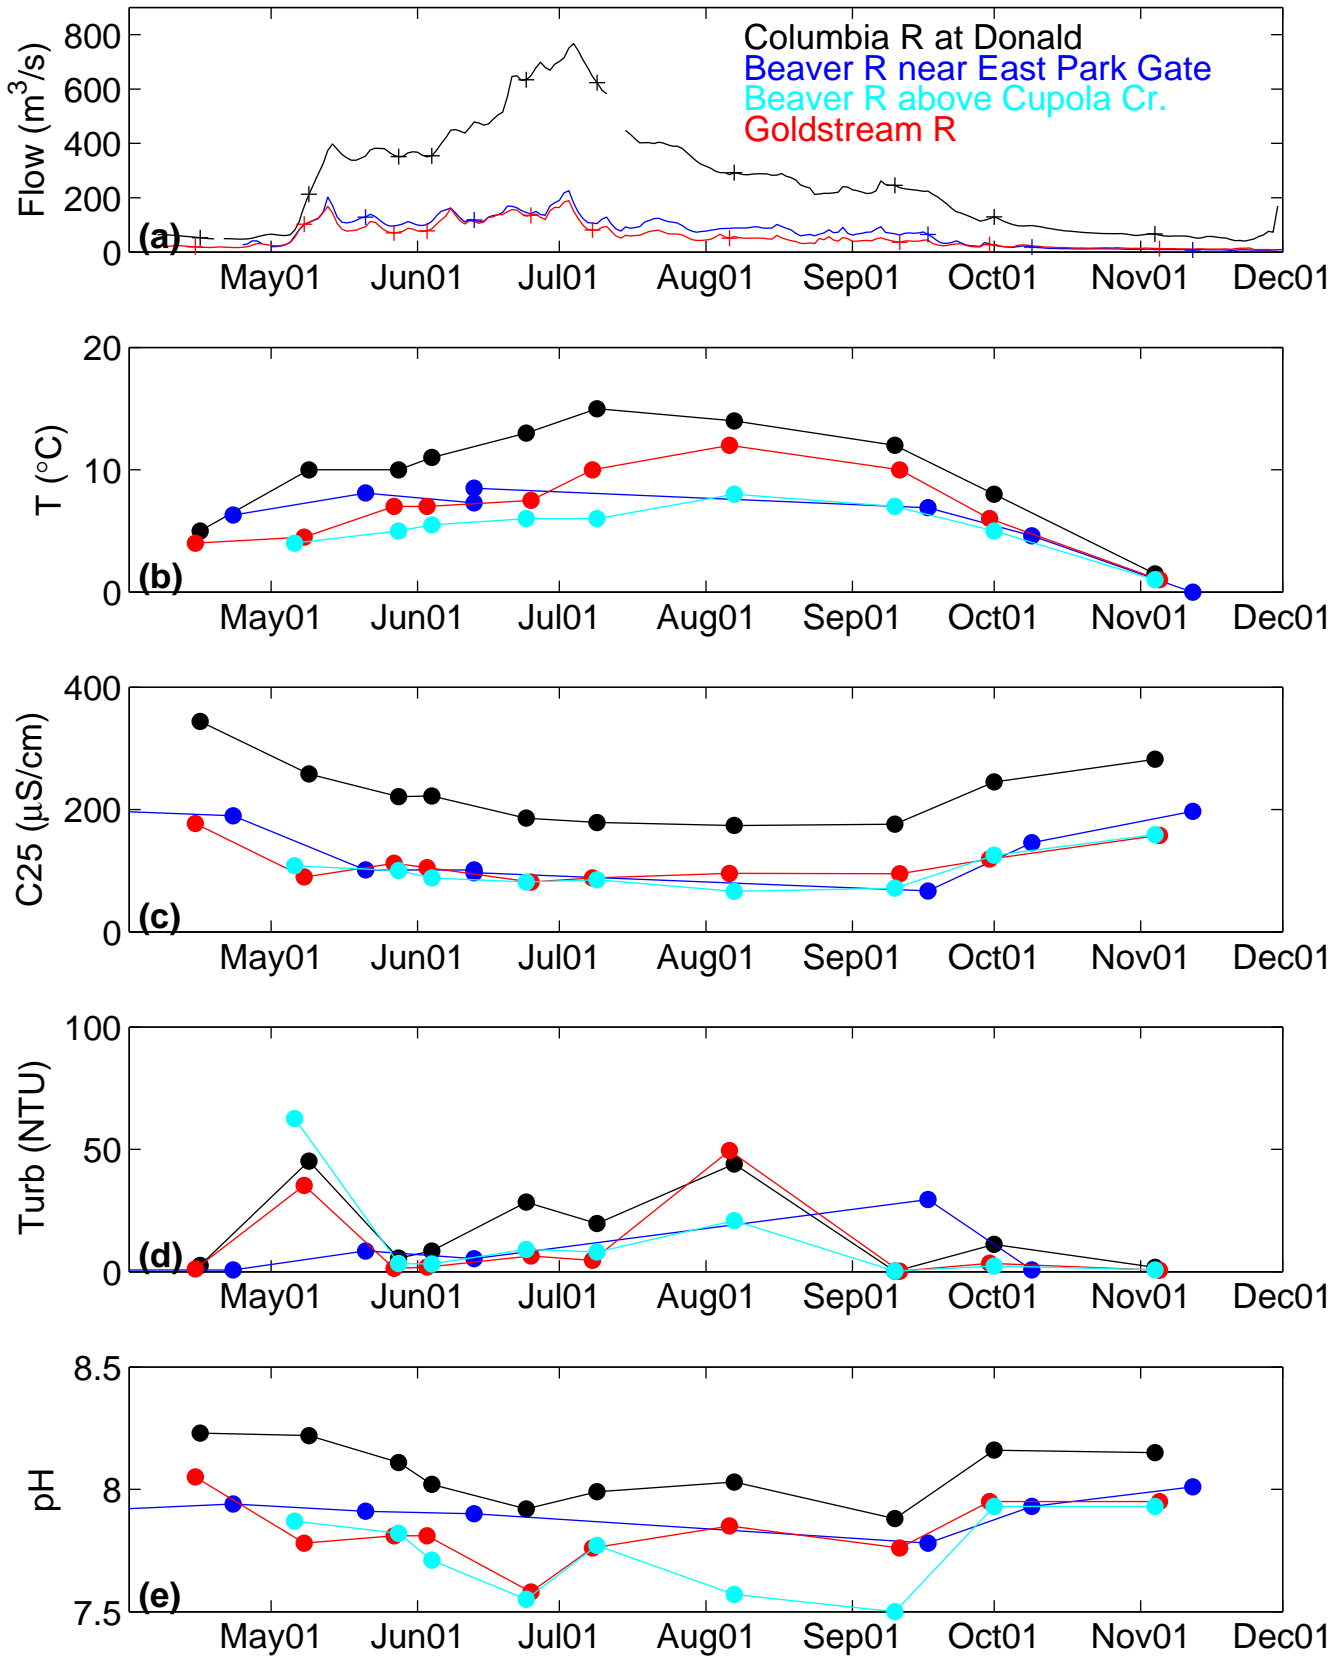 Flow (m3/s)
800
600
400
200
0
Columbia R at Donald
Beaver R near East Park Gate
Beaver R above Cupola Cr.
Goldstream R
(a)
May01 Jun01 Jul01 Aug01 Sep01 Oct01 Nov01 Dec01
T (°C)
20
10
0
(b)
May01 Jun01 Jul01 Aug01 Sep01 Oct01 Nov01 Dec01
C25 (μS/cm)
400
200
0
(c)
May01 Jun01 Jul01 Aug01 Sep01 Oct01 Nov01 Dec01
Turb (NTU)
100
50
0
(d)
May01 Jun01 Jul01 Aug01 Sep01 Oct01 Nov01 Dec01
pH
8.5
8
7.5
(e)
May01 Jun01 Jul01 Aug01 Sep01 Oct01 Nov01 Dec01